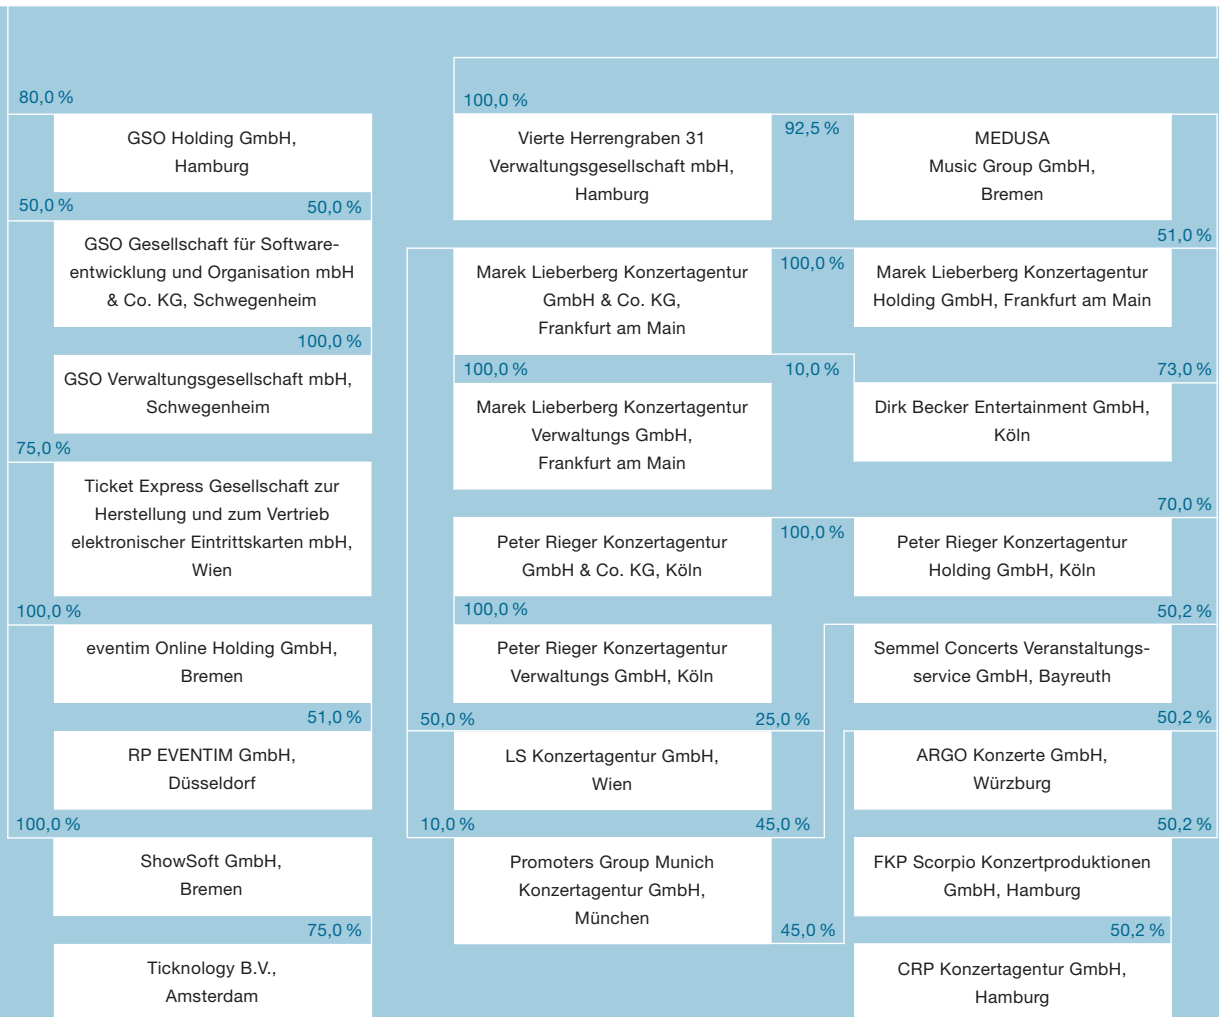 80,0 %
GSO Holding GmbH,
Hamburg
50,0 %
50,0 %
GSO Gesellschaft für Software-
entwicklung und Organisation mbH
& Co. KG, Schwegenheim
100,0 %
GSO Verwaltungsgesellschaft mbH,
Schwegenheim
75,0 %
Ticket Express Gesellschaft zur
Herstellung und zum Vertrieb
elektronischer Eintrittskarten mbH,
Wien
100,0 %
eventim Online Holding GmbH,
Bremen
51,0 %
RP EVENTIM GmbH,
Düsseldorf
100,0 %
ShowSoft GmbH,
Bremen
75,0 %
Ticknology B.V.,
Amsterdam
100,0 %
Vierte Herrengraben 31
Verwaltungsgesellschaft mbH,
Hamburg
92,5 %
Marek Lieberberg Konzertagentur
GmbH & Co. KG,
Frankfurt am Main
100,0 %
100,0 %
10,0 %
Marek Lieberberg Konzertagentur
Verwaltungs GmbH,
Frankfurt am Main
Peter Rieger Konzertagentur
GmbH & Co. KG, Köln
100,0 %
100,0 %
Peter Rieger Konzertagentur
Verwaltungs GmbH, Köln
50,0 %
25,0 %
LS Konzertagentur GmbH,
Wien
10,0 %
45,0 %
Promoters Group Munich
Konzertagentur GmbH,
München
45,0 %
MEDUSA
Music Group GmbH,
Bremen
51,0 %
Marek Lieberberg Konzertagentur
Holding GmbH, Frankfurt am Main
73,0 %
Dirk Becker Entertainment GmbH,
Köln
70,0 %
Peter Rieger Konzertagentur
Holding GmbH, Köln
50,2 %
Semmel Concerts Veranstaltungs-
service GmbH, Bayreuth
50,2 %
ARGO Konzerte GmbH,
Würzburg
50,2 %
FKP Scorpio Konzertproduktionen
GmbH, Hamburg
50,2 %
CRP Konzertagentur GmbH,
Hamburg